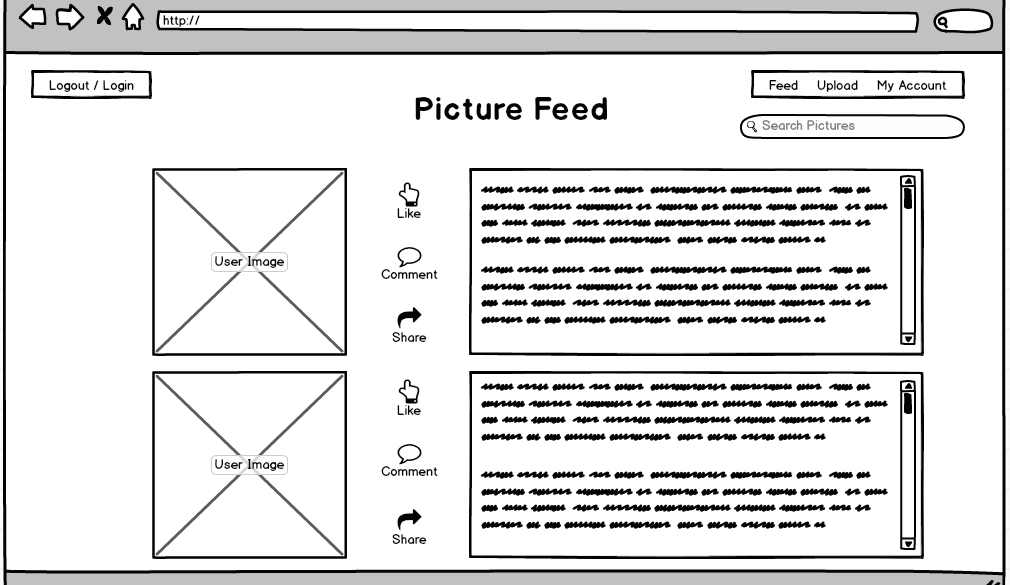 http://
Logout / Login
Feed Upload My Account
Picture Feed
Search Pictures
User Image
Like
Comment
Share
User Image
Like
Comment
Share